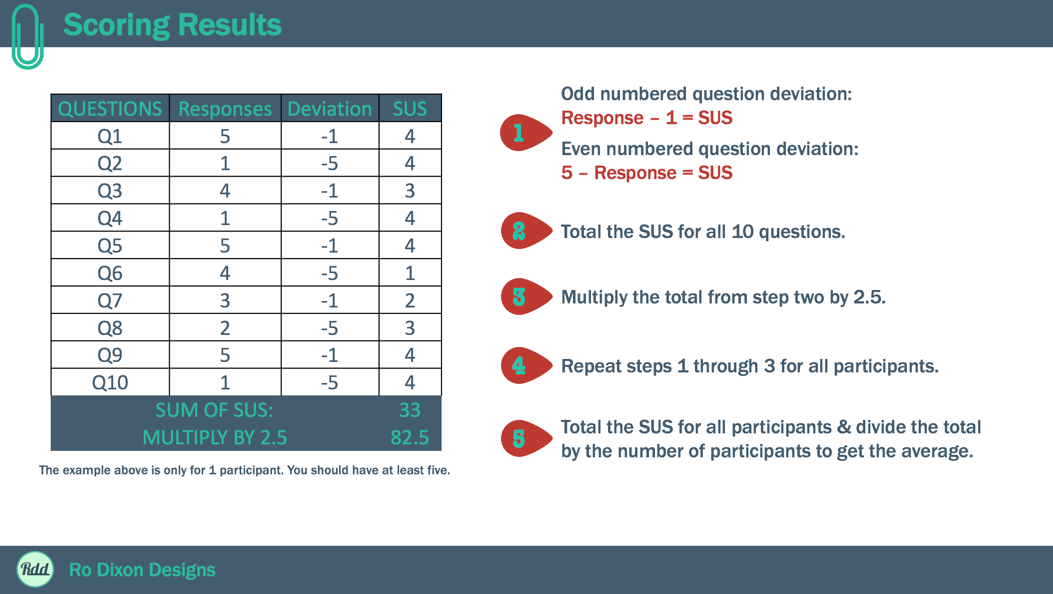 Scoring Results
QUESTIONS Responses Deviation SUS
Q1 5 -1 4
Q2 1 -5 4
Q3 4 -1 3
Q4 1 -5 4
Q5 5 -1 4
Q6 4 -5 1
Q7 3 -1 2
Q8 2 -5 3
Q9 5 -1 4
Q10 1 -5 4
SUM OF SUS: 33
MULTIPLY BY 2.5 82.5
The example above is only for 1 participant. You should have at least five.
1
Odd numbered question deviation:
Response – 1 = SUS
Even numbered question deviation:
5 – Response = SUS
2 Total the SUS for all 10 questions.
3 Multiply the total from step two by 2.5.
4 Repeat steps 1 through 3 for all participants.
5 Total the SUS for all participants & divide the total
by the number of participants to get the average.
Rdd Ro Dixon Designs